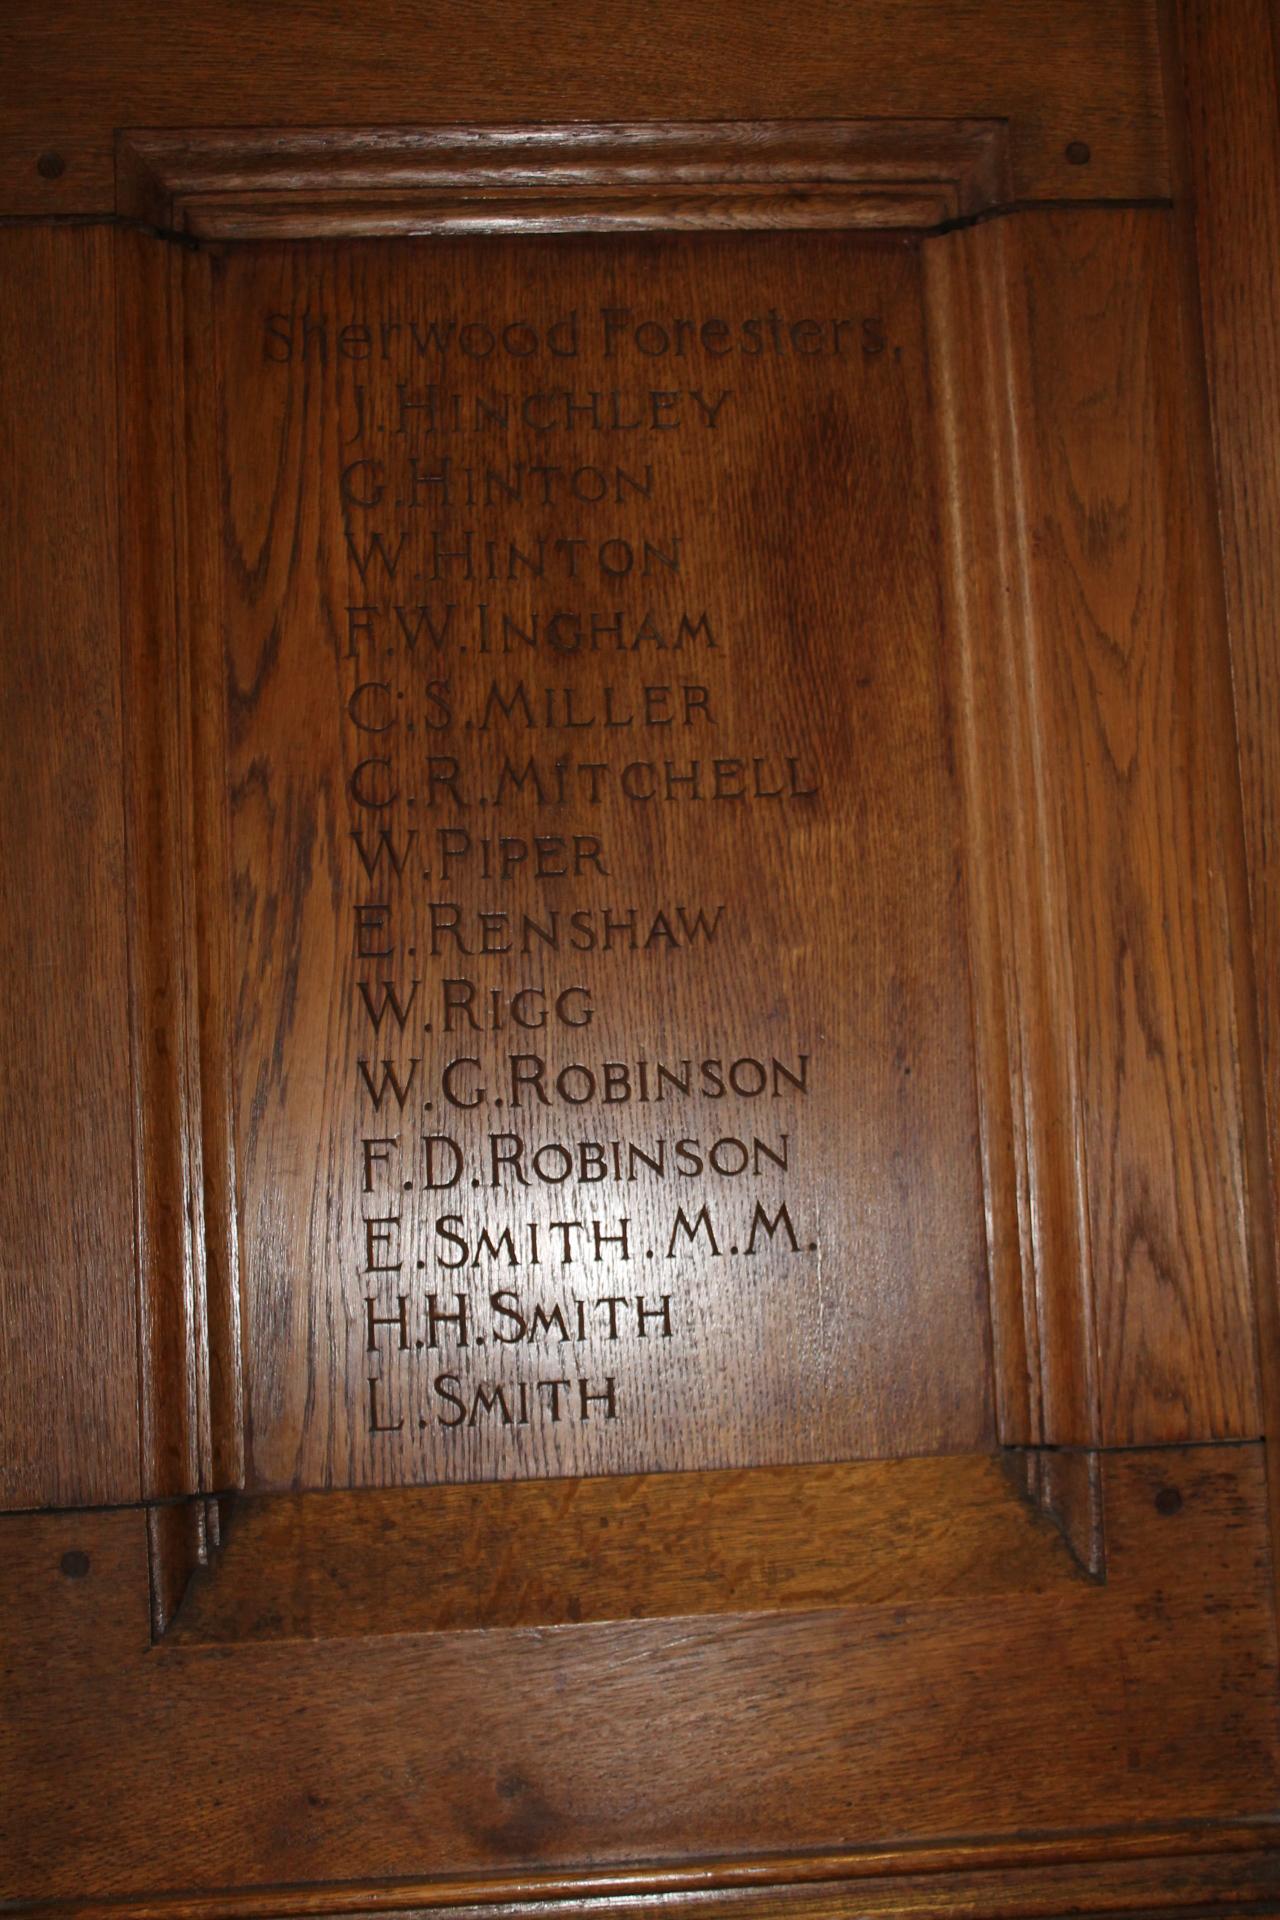 Sherwood Foresters,
J. HINCHLEY
G. HINTON
W. HINTON
F. W. INGHAM
C. S. MILLER
C. R. MITCHELL
W. PIPER
E. RENSHAW
W. RIGG
W. G. ROBINSON
F. D. ROBINSON
E. SMITH. M.M.
H. H. SMITH
L. SMITH